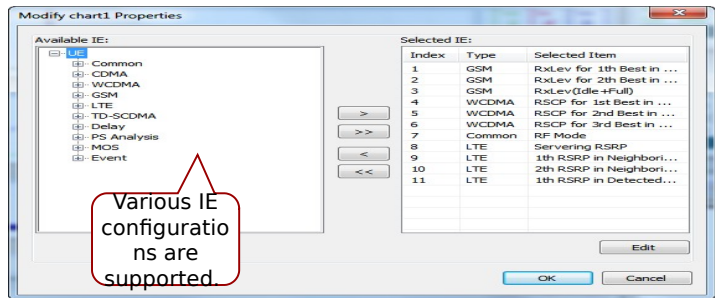 Modify chart1 Properties
Available IE:
UE
Common
CDMA
WCDMA
GSM
LTE
TD-SCDMA
Delay
PS Analysis
MOS
Event
>
>>
<
<<
Selected IE:
Index Type Selected Item
1 GSM RxLev for 1th Best in ...
2 GSM RxLev for 2th Best in ...
3 GSM RxLev(Idle+Full)
4 WCDMA RSCP for 1st Best in ...
5 WCDMA RSCP for 2nd Best in ...
6 WCDMA RSCP for 3rd Best in ...
7 Common RF Mode
8 LTE Servering RSRP
9 LTE 1th RSRP in Neighbori...
10 LTE 2th RSRP in Neighbori...
11 LTE 1th RSRP in Detected...
Various IE
configuratio
ns are
supported.
Edit
OK Cancel